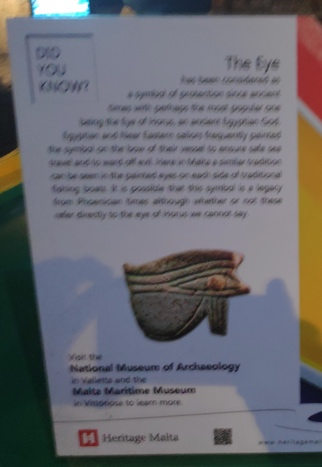 DID
YOU
KNOW?
The Eye
has been considered as
a symbol of protection since ancient
times with perhaps the most popular one
being the Eye of Horus, an ancient Egyptian God.
Egyptian and Near Eastern sailors frequently painted
the symbol on the bow of their vessel to ensure safe sea
travel and to ward off evil. Here in Malta a similar tradition
can be seen in the painted eyes on each side of traditional
fishing boats. It is possible that this symbol is a legacy
from Phoenician times although whether or not these
refer directly to the eye of Horus we cannot say.
Visit the
National Museum of Archaeology
in Valletta and the
Malta Maritime Museum
in Vittoriosa to learn more.
Heritage Malta